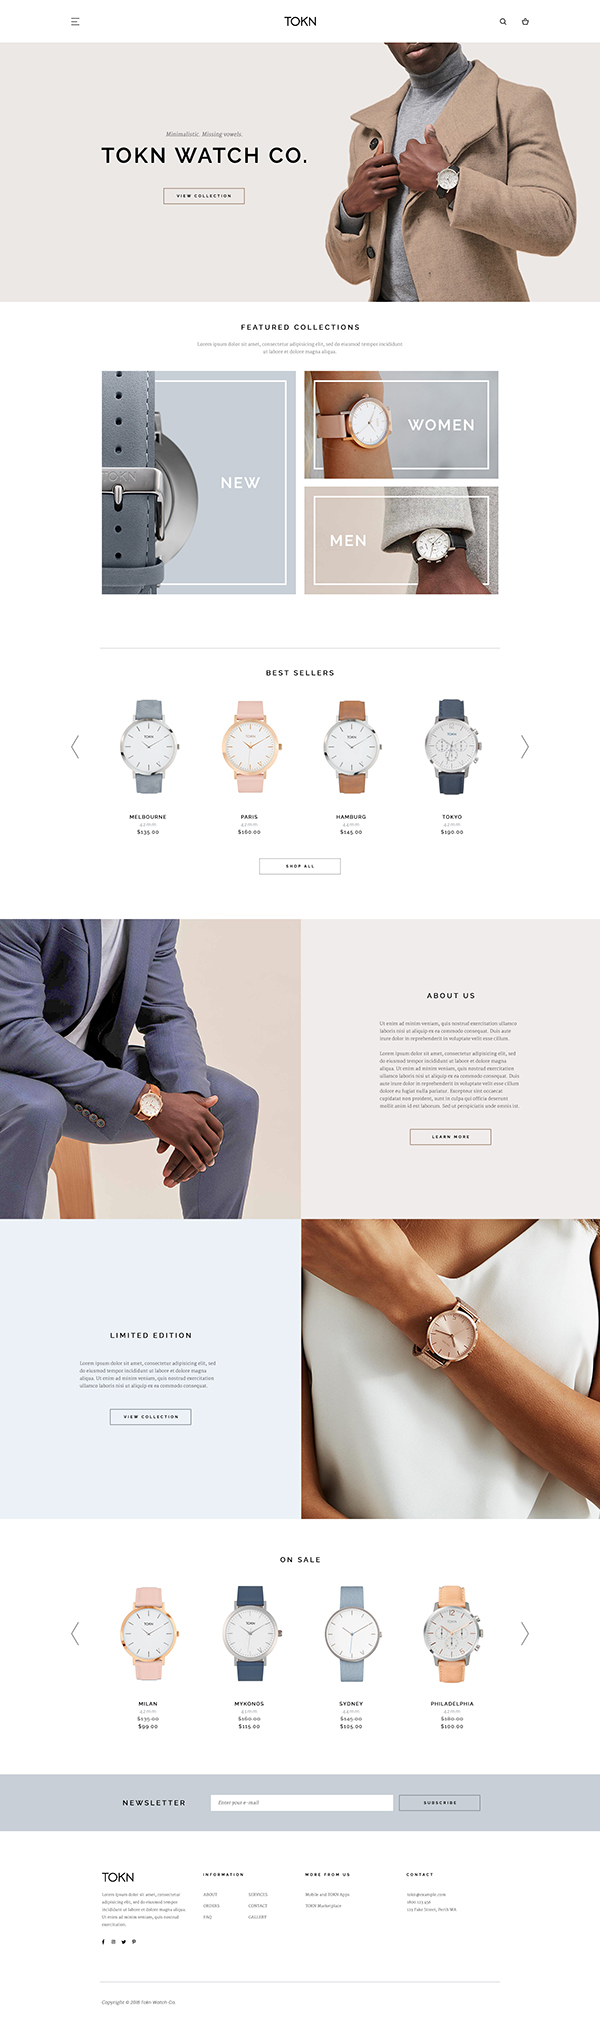 TOKN
Minimalistic. Missing vowels.
TOKN WATCH CO.
VIEW COLLECTION
FEATURED COLLECTIONS
Lorem ipsum dolor sit amet, consectetur adipisicing elit, sed do eiusmod tempor incididunt
ut labore et dolore magna aliqua.
TOKN
NEW
WOMEN
MEN
BEST SELLERS
TOKN
TOKN
TOKN
TOKN
MELBOURNE
42mm
$135.00
PARIS
$160.00
HAMBURG
$145.00
TOKYO
$190.00
SHOP ALL
ABOUT US
Ut enim ad minim veniam, quis nostrud exercitation ullamco
laboris nisi ut aliquip ex ea commodo consequat. Duis aute
irure dolor in reprehenderit in voluptate velit esse cillum.
Lorem ipsum dolor sit amet, consectetur adipisicing elit, sed do
eiusmod tempor incididunt ut labore et dolore magna
aliqua. Ut enim ad minim veniam, quis nostrud exercitation
ullamco laboris nisi ut aliquip ex ea commodo consequat. Duis
aute irure dolor in reprehenderit in voluptate velit esse cillum
dolore eu fugiat nulla pariatur. Excepteur sint occaecat
cupidatat non proident, sunt in culpa qui officia deserunt
mollit anim id est laborum. Sed ut perspiciatis unde omnis ist.
LEARN MORE
LIMITED EDITION
Lorem ipsum dolor sit amet, consectetur adipisicing elit, sed
do eiusmod tempor incididunt ut labore et dolore magna
aliqua. Ut enim ad minim veniam, quis nostrud exercitation
ullamco laboris nisi ut aliquip ex ea commodo consequat.
VIEW COLLECTION
ON SALE
TOKN
TOKN
TOKN
MILAN
$135.00
$99.00
MYKONOS
$160.00
$115.00
SYDNEY
$145.00
$105.00
PHILADELPHIA
$180.00
$100.00
NEWSLETTER
Enter your e-mail
SUBSCRIBE
TOKN
Lorem ipsum dolor sit amet, consectetur
adipisicing elit, sed do eiusmod tempor
incididunt ut labore et dolore magna aliqua.
Ut enim ad minim veniam, quis nostrud
exercitation.
INFORMATION
ABOUT
ORDERS
FAQ
SERVICES
CONTACT
GALLERY
MORE FROM US
Mobile and TOKN Apps
TOKN Marketplace
CONTACT
tokn@example.com
1800 123 456
123 Fake Street, Perth WA
Copyright © 2018 Tokn Watch Co.